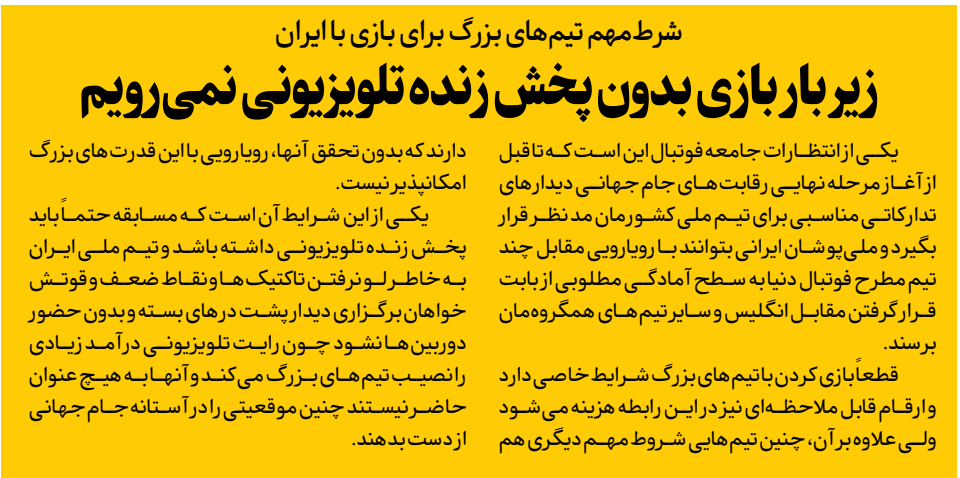 شرط مهم تیم‌های بزرگ برای بازی با ایران
زیر بار بازی بدون پخش زنده تلویزیونی نمی‌رویم
یکی از انتظارات جامعه فوتبال این است که تا قبل
از آغاز مرحله نهایی رقابت‌های جام جهانی دیدارهای
تدارکاتی مناسبی برای تیم ملی کشورمان مد نظر قرار
بگیرد و ملی‌پوشان ایرانی بتوانند با رویارویی مقابل چند
تیم مطرح فوتبال دنیا به سطح آمادگی مطلوبی از بابت
قرار گرفتن مقابل انگلیس و سایر تیم‌های همگروه‌مان
برسند.
قطعاً بازی کردن با تیم‌های بزرگ شرایط خاصی دارد
و ارقام قابل ملاحظه‌ای نیز در این رابطه هزینه می‌شود
ولی علاوه بر آن، چنین تیم‌هایی شروط مهم دیگری هم
دارند که بدون تحقق آنها، رویارویی با این قدرت‌های بزرگ
امکانپذیر نیست.
یکی از این شرایط آن است که مسابقه حتماً باید
پخش زنده تلویزیونی داشته باشد و تیم ملی ایران
به خاطر لو نرفتن تاکتیک‌ها و نقاط ضعف و قوتش
خواهان برگزاری دیدار پشت درهای بسته و بدون حضور
دوربین‌ها نشود چون رایت تلویزیونی درآمد زیادی
را نصیب تیم‌های بزرگ می‌کند و آنها به هیچ عنوان
حاضر نیستند چنین موقعیتی را در آستانه جام جهانی
از دست بدهند.